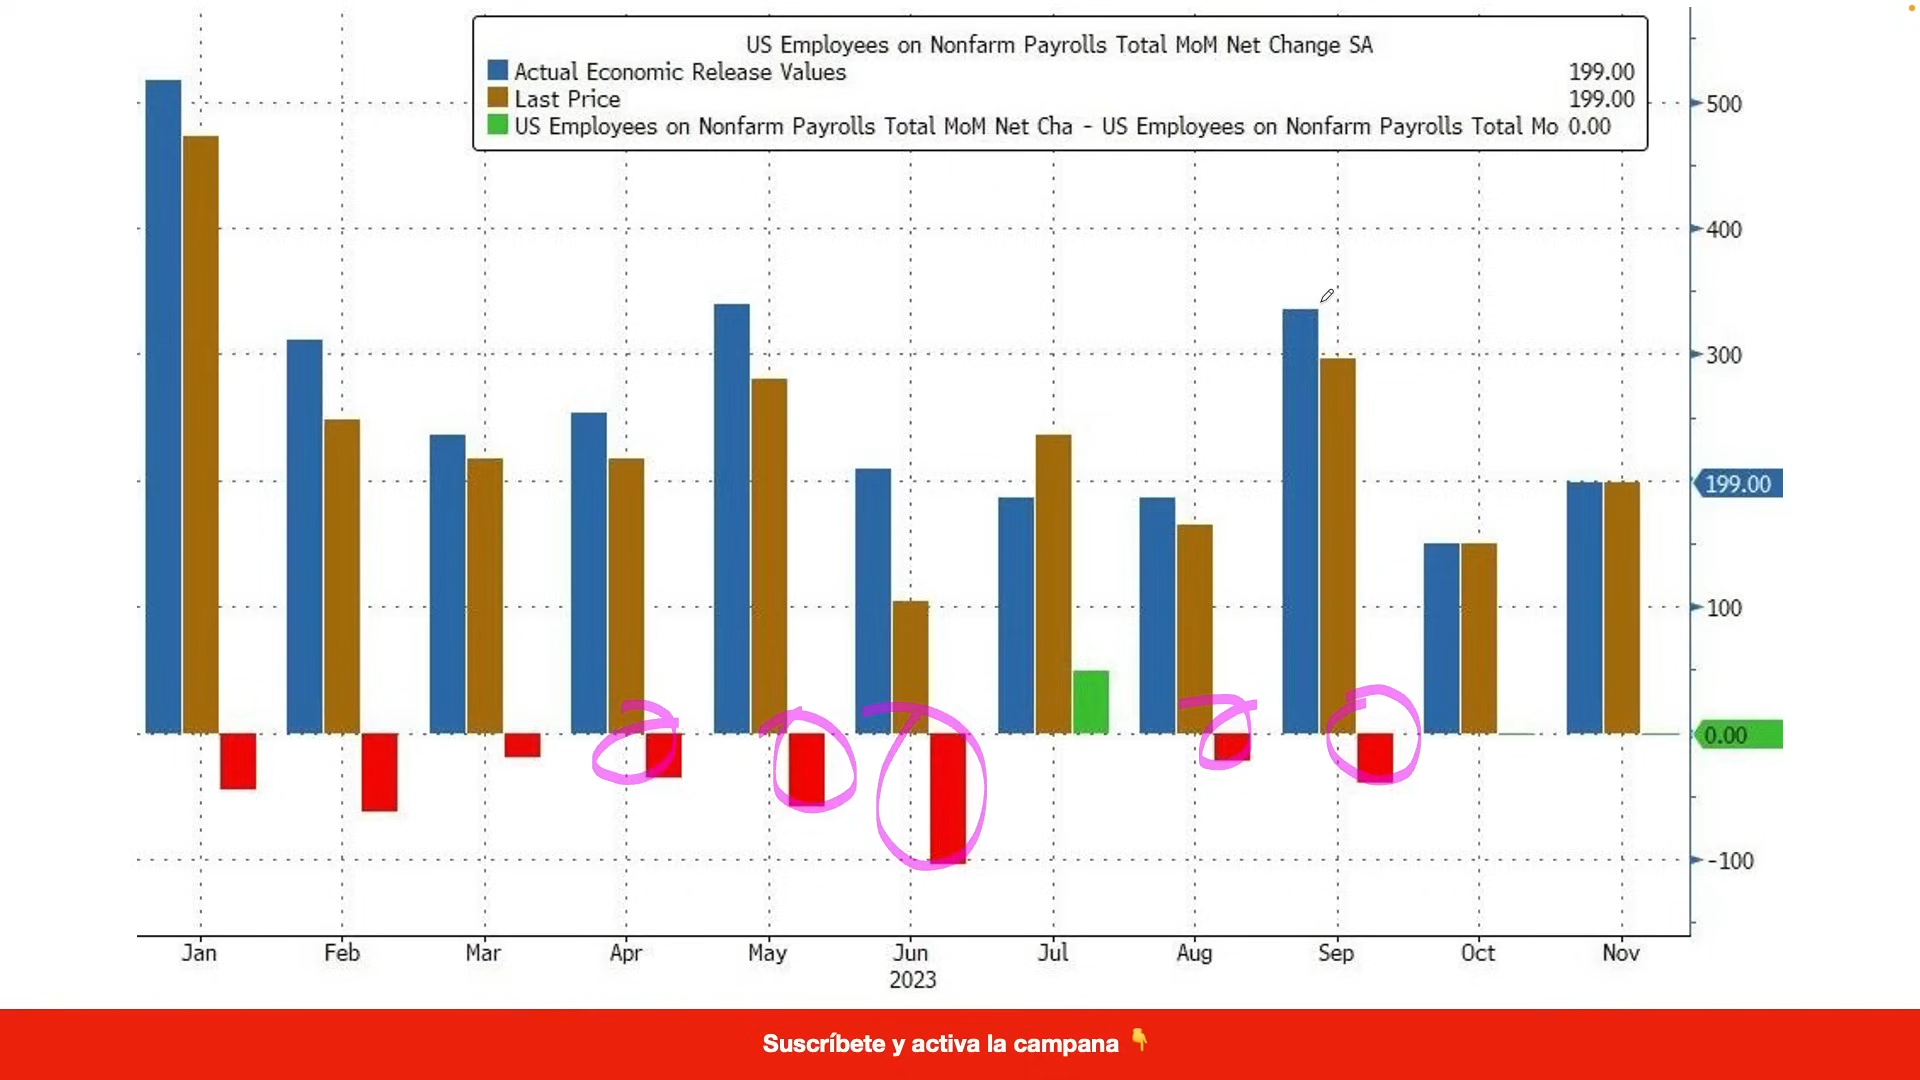 US Employees on Nonfarm Payrolls Total MoM Net Change SA
Actual Economic Release Values 199.00
Last Price 199.00
US Employees on Nonfarm Payrolls Total MoM Net Cha - US Employees on Nonfarm Payrolls Total Mo 0.00
500
400
300
199.00
100
0.00
-100
Jan Feb Mar Apr May Jun Jul Aug Sep Oct Nov
2023
Suscríbete y activa la campana 👇